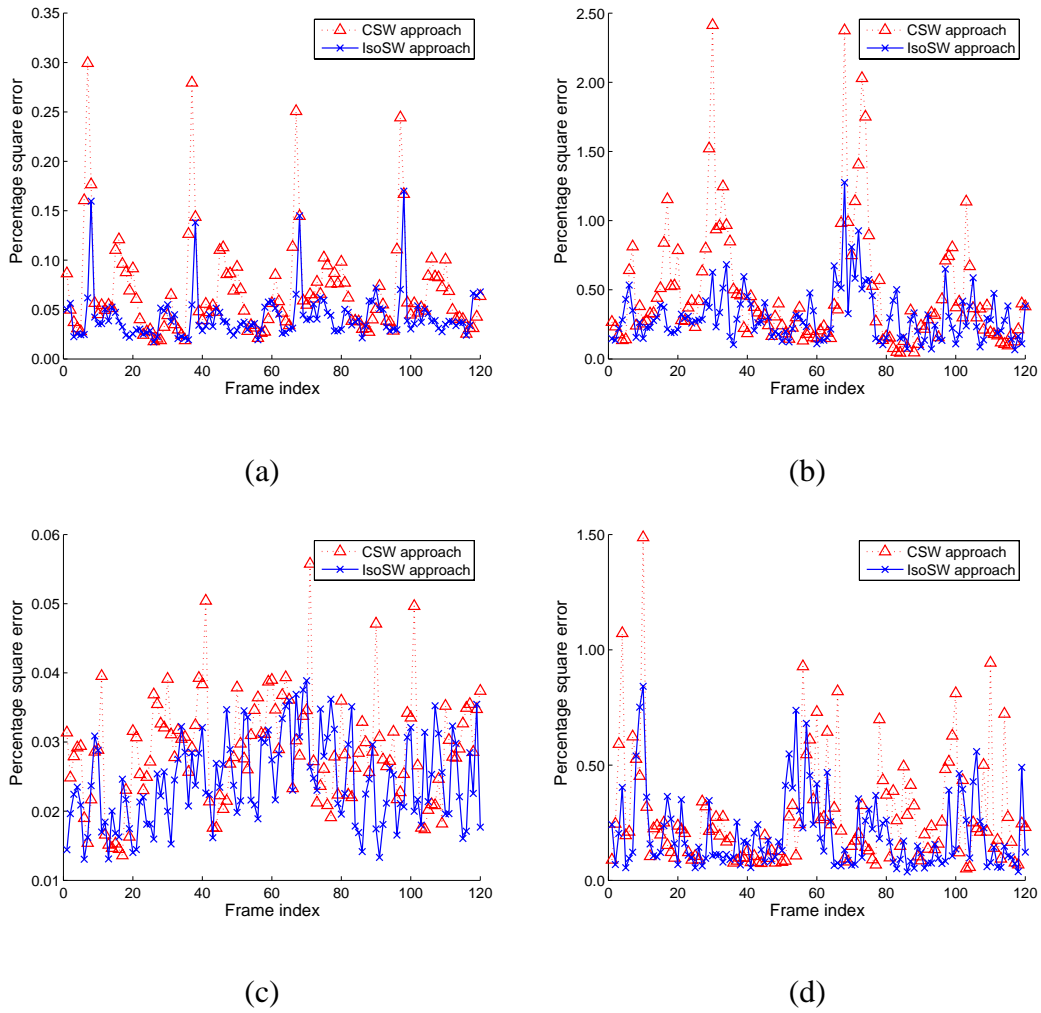 0.35
0.30
0.25
0.20
0.15
0.10
0.05
0.00
Percentage square error
0 20 40 60 80 100 120
Frame index
CSW approach
IsoSW approach
(a)
2.50
2.00
1.50
1.00
0.50
0.0
Percentage square error
0 20 40 60 80 100 120
Frame index
CSW approach
IsoSW approach
(b)
0.06
0.05
0.04
0.03
0.02
0.01
Percentage square error
0 20 40 60 80 100 120
Frame index
CSW approach
IsoSW approach
(c)
1.50
1.00
0.50
0.0
Percentage square error
0 20 40 60 80 100 120
Frame index
CSW approach
IsoSW approach
(d)